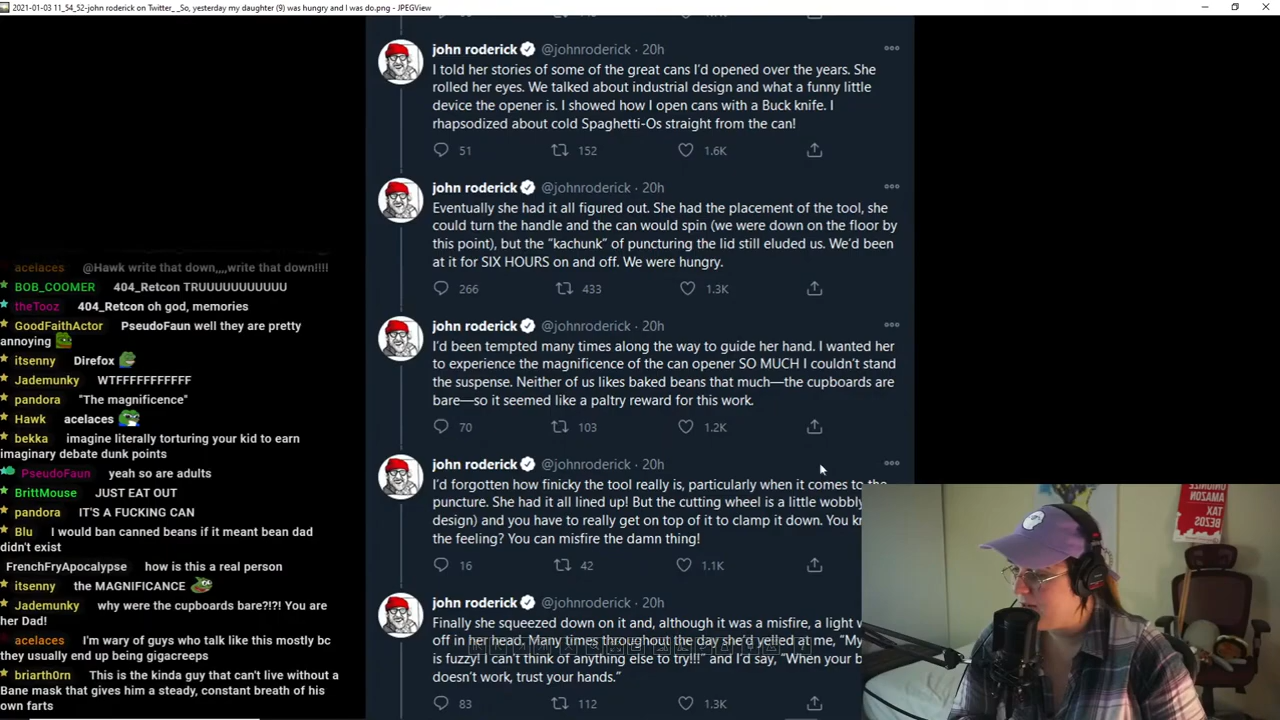 2021-01-03 11_54_52-john roderick on Twitter_ _So, yesterday my daughter (9) was hungry and I was do.png - JPEGView
john roderick @johnroderick · 20h
I told her stories of some of the great cans I'd opened over the years. She
rolled her eyes. We talked about industrial design and what a funny little
device the opener is. I showed how I open cans with a Buck knife. I
rhapsodized about cold Spaghetti-Os straight from the can!
51 152 1.6K
john roderick @johnroderick · 20h
Eventually she had it all figured out. She had the placement of the tool, she
could turn the handle and the can would spin (we were down on the floor by
this point), but the “kachunk” of puncturing the lid still eluded us. We'd been
at it for SIX HOURS on and off. We were hungry.
266 433 1.3K
john roderick @johnroderick · 20h
I'd been tempted many times along the way to guide her hand. I wanted her
to experience the magnificence of the can opener SO MUCH I couldn't stand
the suspense. Neither of us likes baked beans that much—the cupboards are
bare—so it seemed like a paltry reward for this work.
70 103 1.2K
john roderick @johnroderick · 20h
I'd forgotten how finicky the tool really is, particularly when it comes to the
puncture. She had it all lined up! But the cutting wheel is a little wobbly
design) and you have to really get on top of it to clamp it down. You
the feeling? You can misfire the damn thing!
16 42 1.1K
john roderick @johnroderick · 20h
Finally she squeezed down on it and, although it was a misfire, a light
off in her head. Many times throughout the day she'd yelled at me, “My
is fuzzy! I can't think of anything else to try!!!” and I'd say, “When your
doesn't work, trust your hands.”
83 112 1.3K
acelaces @Hawk write that down,,,,write that down!!!!
BOB_COOMER 404_Retcon TRUUUUUUUUUUU
theTooz 404_Retcon oh god, memories
GoodFaithActor PseudoFaun well they are pretty
annoying
itsenny Direfox
Jademunky WTFFFFFFFFFFF
pandora "The magnificence"
Hawk acelaces
bekka imagine literally torturing your kid to earn
imaginary debate dunk points
PseudoFaun yeah so are adults
BrittMouse JUST EAT OUT
pandora IT'S A FUCKING CAN
Blu I would ban canned beans if it meant bean dad
didn't exist
FrenchFryApocalypse how is this a real person
itsenny the MAGNIFICANCE
Jademunky why were the cupboards bare?!?! You are
her Dad!
acelaces I'm wary of guys who talk like this mostly bc
they usually end up being gigacreeps
briarth0rn This is the kinda guy that can't live without a
Bane mask that gives him a steady, constant breath of his
own farts
UNIONIZE
AMAZON
TAX
BEZOS